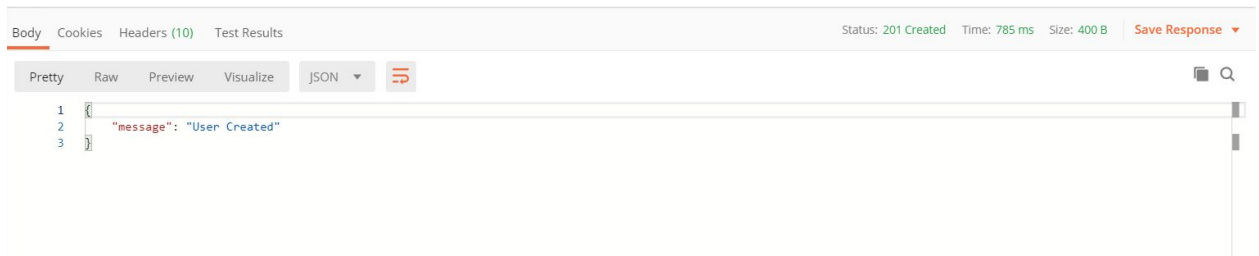 Body Cookies Headers (10) Test Results Status: 201 Created Time: 785 ms Size: 400 B Save Response
Pretty Raw Preview Visualize JSON
1 {
2 "message": "User Created"
3 }